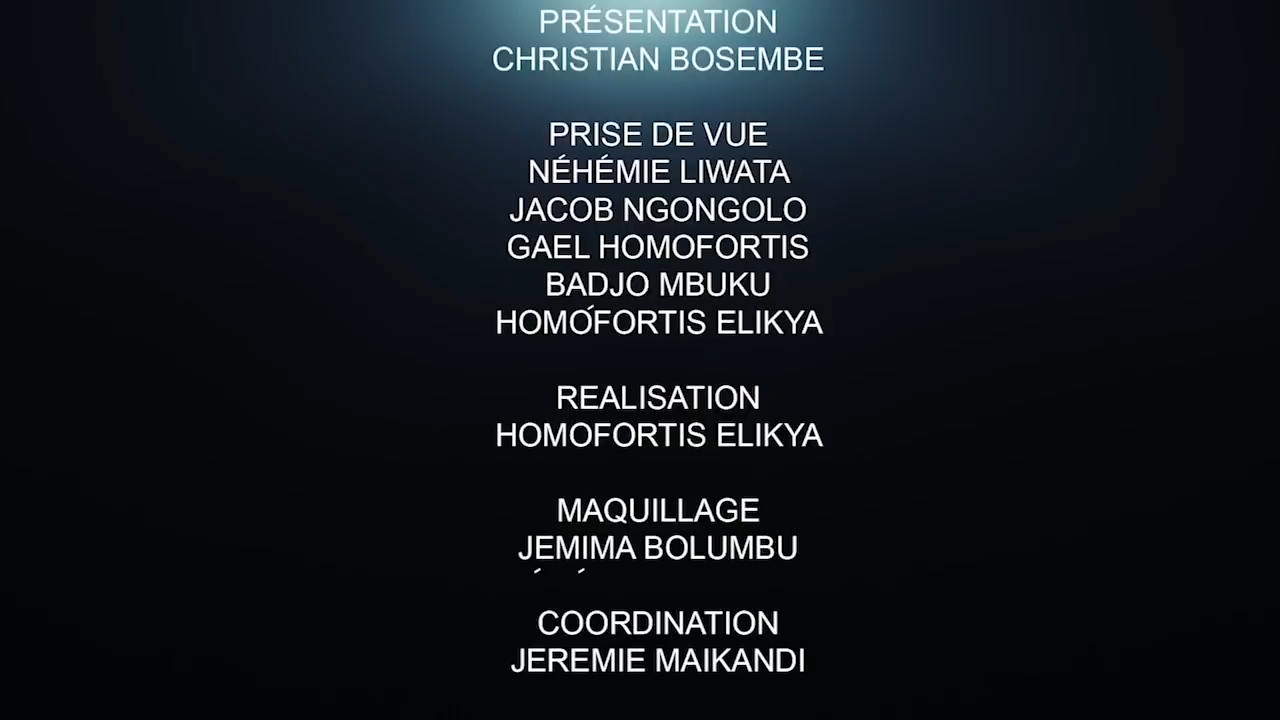 PRÉSENTATION
CHRISTIAN BOSEMBE
PRISE DE VUE
NÉHÉMIE LIWATA
JACOB NGONGOLO
GAEL HOMOFORTIS
BADJO MBUKU
HOMOFORTIS ELIKYA
REALISATION
HOMOFORTIS ELIKYA
MAQUILLAGE
JEMIMA BOLUMBU
COORDINATION
JEREMIE MAIKANDI